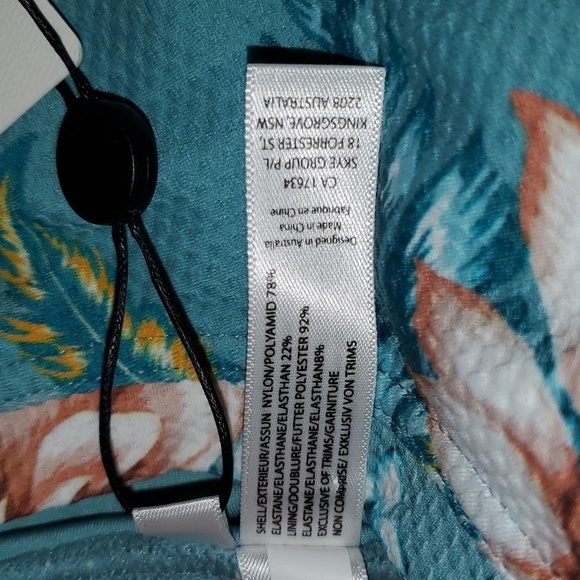 SHELL/EXTERIEUR/ASSUN NYLON/POLYAMID 78%
ELASTANE/ELASTHANE/ELASTHAN 22%
LINING/DOUBLURE/FUTTER POLYESTER 92%
ELASTANE/ELASTHANE/ELASTHAN8%
EXCLUSIVE OF TRIMS/GARNITURE
NON COMPRISE/ EXKLUSIV VON TRIMS
Designed in Australia
Made in China
Fabrique en Chine
CA 17634
SKYE GROUP P/L
18 FORRESTER ST,
KINGSGROVE, NSW
2208 AUSTRALIA